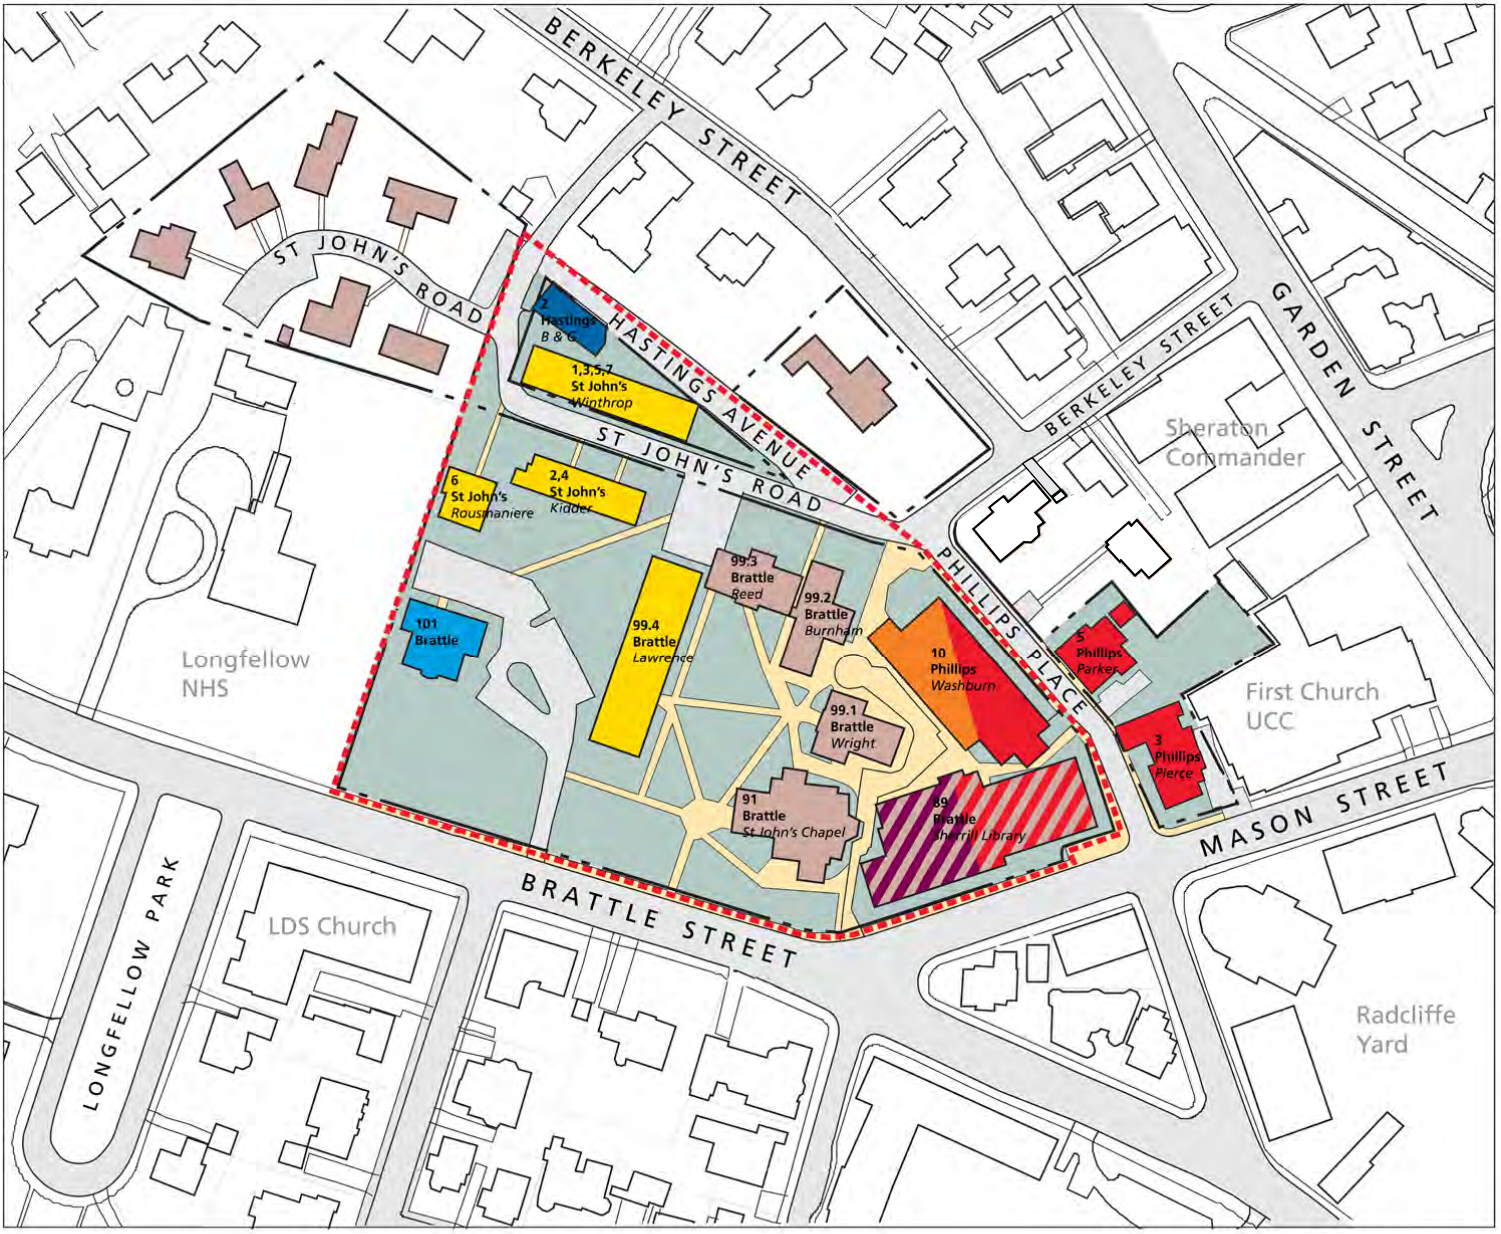 BERKELEY STREET
ST JOHN'S ROAD
2
Hastings
B & G
HASTINGS AVENUE
1,3,5,7
St John's
Winthrop
GARDEN STREET
BERKELEY STREET
Sheraton
Commander
ST JOHN'S ROAD
6
St John's
Rousmaniere
2,4
St John's
Kidder
PHILLIPS PLACE
99.3
Brattle
Reed
99.2
Brattle
Burnham
101
Brattle
99.4
Brattle
Lawrence
10
Phillips
Washburn
5
Phillips
Parker
Longfellow
NHS
First Church
UCC
99.1
Brattle
Wright
3
Phillips
Pierce
91
Brattle
St John's Chapel
89
Brattle
Sherrill Library
MASON STREET
BRATTLE STREET
LONGFELLOW PARK
LDS Church
Radcliffe
Yard